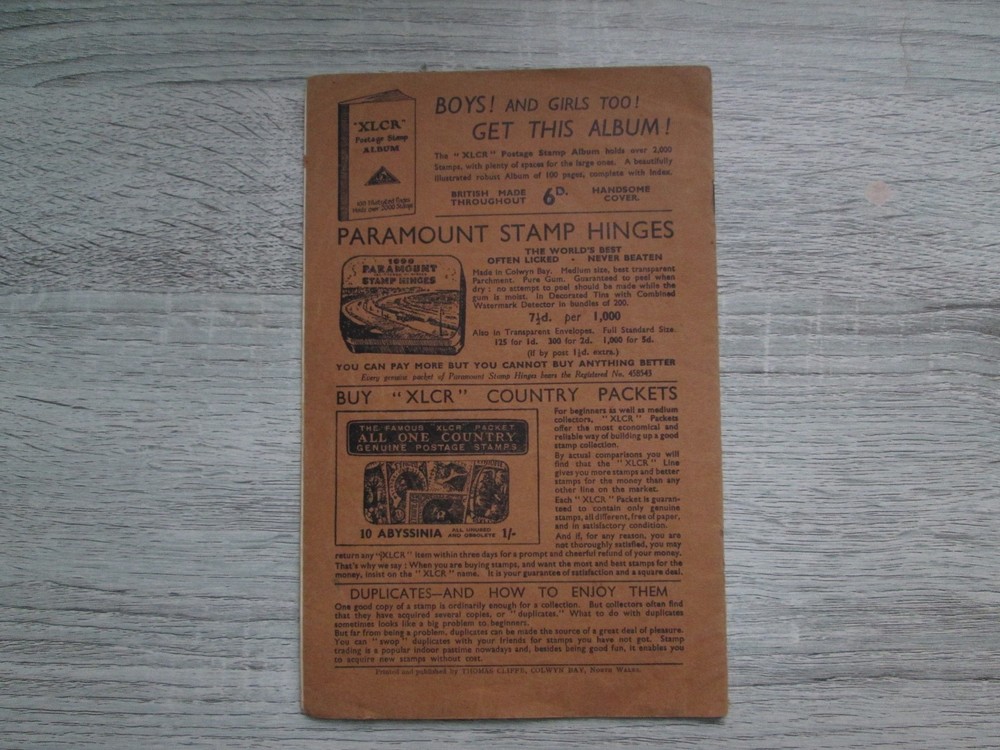 BOYS! AND GIRLS TOO!
GET THIS ALBUM!
"XLCR"
Postage Stamp
ALBUM
The "XLCR" Postage Stamp Album holds over 2,000
Stamps, with plenty of spaces for the large ones. A beautifully
illustrated robust Album of 100 pages, complete with Index.
BRITISH MADE
THROUGHOUT
6D.
HANDSOME
COVER.
PARAMOUNT STAMP HINGES
THE WORLD'S BEST
OFTEN LICKED - NEVER BEATEN
1000
PARAMOUNT
STAMP HINGES
Made in Colwyn Bay. Medium size, best transparent
Parchment. Pure Gum. Guaranteed to peel when
dry: no attempts to peel should be made while the
gum is moist. In Decorated Tins with Combined
Watermark Detector in bundles of 200.
7½d. per 1,000
Also in Transparent Envelopes. Full Standard Size.
125 for 1d. 300 for 2d. 1,000 for 5d.
(if by post 1½d. extra.)
YOU CAN PAY MORE BUT YOU CANNOT BUY ANYTHING BETTER
Every genuine packet of Paramount Stamp Hinges bears the Registered No. 458545
BUY "XLCR" COUNTRY PACKETS
THE FAMOUS "XLCR" PACKET
ALL ONE COUNTRY
GENUINE POSTAGE STAMPS
10 ABYSSINIA ALL UNUSED AND OBSOLETE 1/-
For beginners as well as medium
collectors, "XLCR" Packets
offer the most economical and
reliable way of building up a good
stamp collection.
By actual comparisons you will
find that the "XLCR" Line
gives you more stamps and better
stamps for the money than any
other line on the market.
Each "XLCR" Packet is guaran-
teed to contain only genuine
stamps, all different, free of paper,
and in satisfactory condition.
And if, for any reason, you are
not thoroughly satisfied, you may
return any "XLCR" item within three days for a prompt and cheerful refund of your money.
That's why we say: When you are buying stamps, and want the most and best stamps for the
money, insist on the "XLCR" name. It is your guarantee of satisfaction and a square deal.
DUPLICATES—AND HOW TO ENJOY THEM
One good copy of a stamp is ordinarily enough for a collection. But collectors often find
that they have acquired several copies, or "duplicates." What to do with duplicates
sometimes looks like a big problem to beginners.
But far from being a problem, duplicates can be made the source of a great deal of pleasure.
You can "swop" duplicates with your friends for stamps you have not got. Stamp
trading is a popular indoor pastime nowadays and, besides being good fun, it enables you
to acquire new stamps without cost.
Printed and published by THOMAS CLIFFE, COLWYN BAY, NORTH WALES.